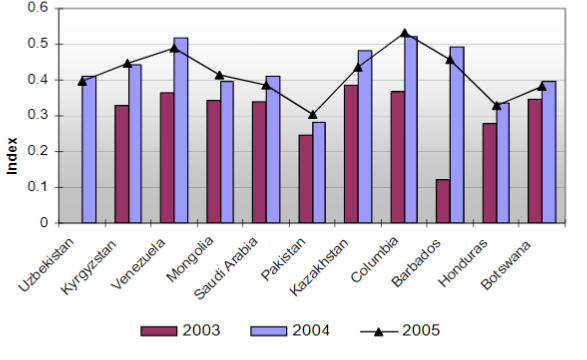 0.6
0.5
0.4
0.3
0.2
0.1
0
Index
Uzbekistan
Kyrgyzstan
Venezuela
Mongolia
Saudi Arabia
Pakistan
Kazakhstan
Columbia
Barbados
Honduras
Botswana
2003 2004 2005